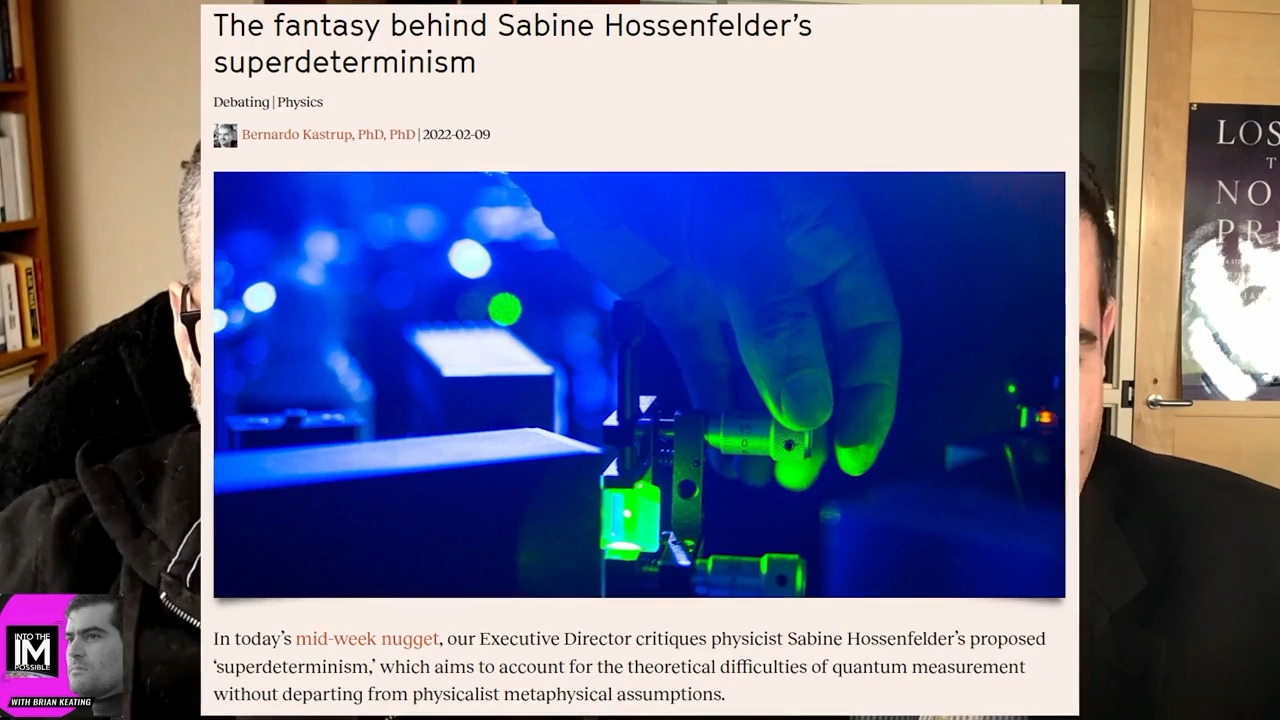 The fantasy behind Sabine Hossenfelder’s
superdeterminism
Debating | Physics
Bernardo Kastrup, PhD, PhD | 2022-02-09
In today’s mid-week nugget, our Executive Director critiques physicist Sabine Hossenfelder’s proposed
‘superdeterminism,’ which aims to account for the theoretical difficulties of quantum measurement
without departing from physicalist metaphysical assumptions.
LOS
T
NO
PRI
INTO THE
IM
POSSIBLE
WITH BRIAN KEATING